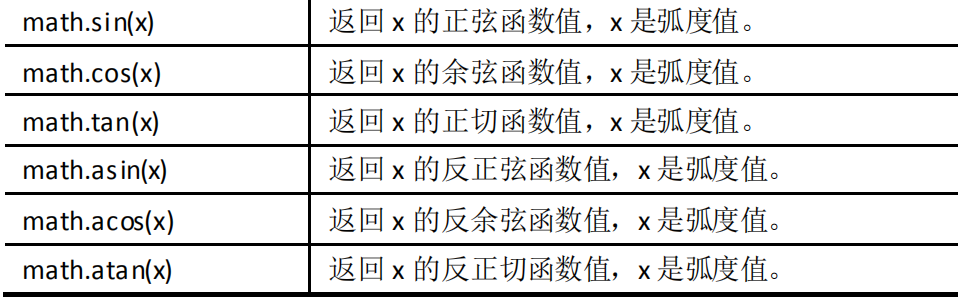 math.sin(x) 返回 x 的正弦函数值，x 是弧度值。
math.cos(x) 返回 x 的余弦函数值，x 是弧度值。
math.tan(x) 返回 x 的正切函数值，x 是弧度值。
math.asin(x) 返回 x 的反正弦函数值，x 是弧度值。
math.acos(x) 返回 x 的反余弦函数值，x 是弧度值。
math.atan(x) 返回 x 的反正切函数值，x 是弧度值。